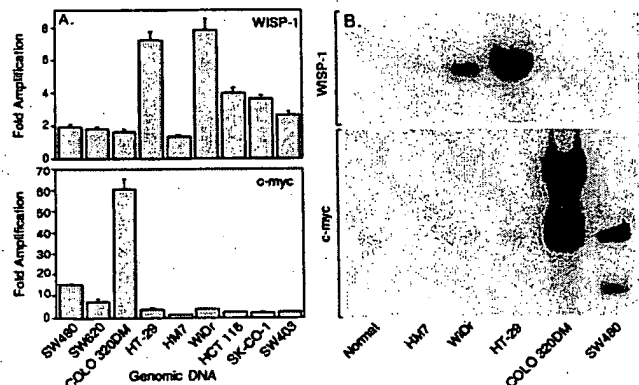 A.
WISP-1
Fold Amplification
8
6
4
2
0
c-myc
Fold Amplification
70
60
50
40
30
20
10
0
SW480
SW620
COLO 320DM
HT-29
HM7
WiDr
HCT 116
SK-CO-1
SW403
Genomic DNA
B.
WISP-1
c-myc
Normal
HM7
WiDr
HT-29
COLO 320DM
SW480